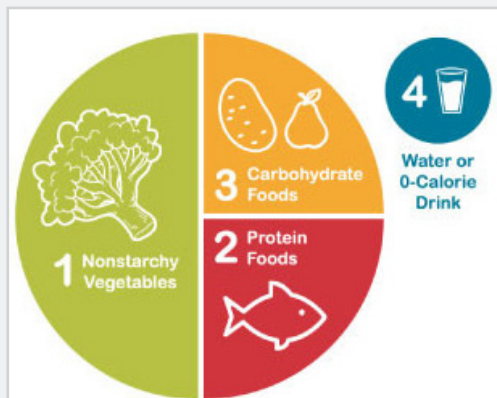 1 Nonstarchy
Vegetables
2 Protein
Foods
3 Carbohydrate
Foods
4
Water or
0-Calorie
Drink